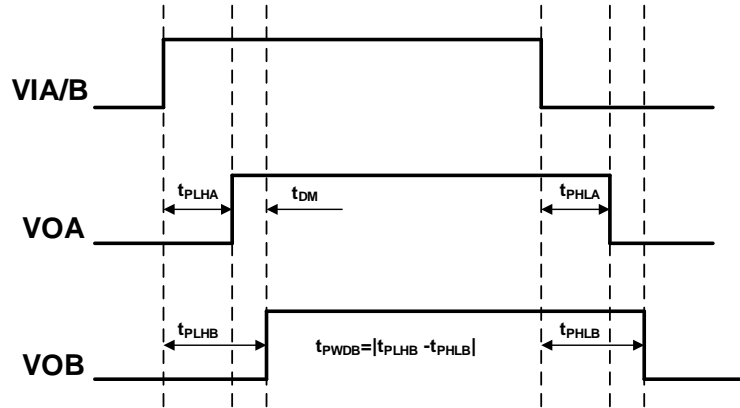 VIA/B
tPLHA
tDM
tPHLA
VOA
tPLHB
tPWDB=|tPLHB -tPHLB|
tPHLB
VOB